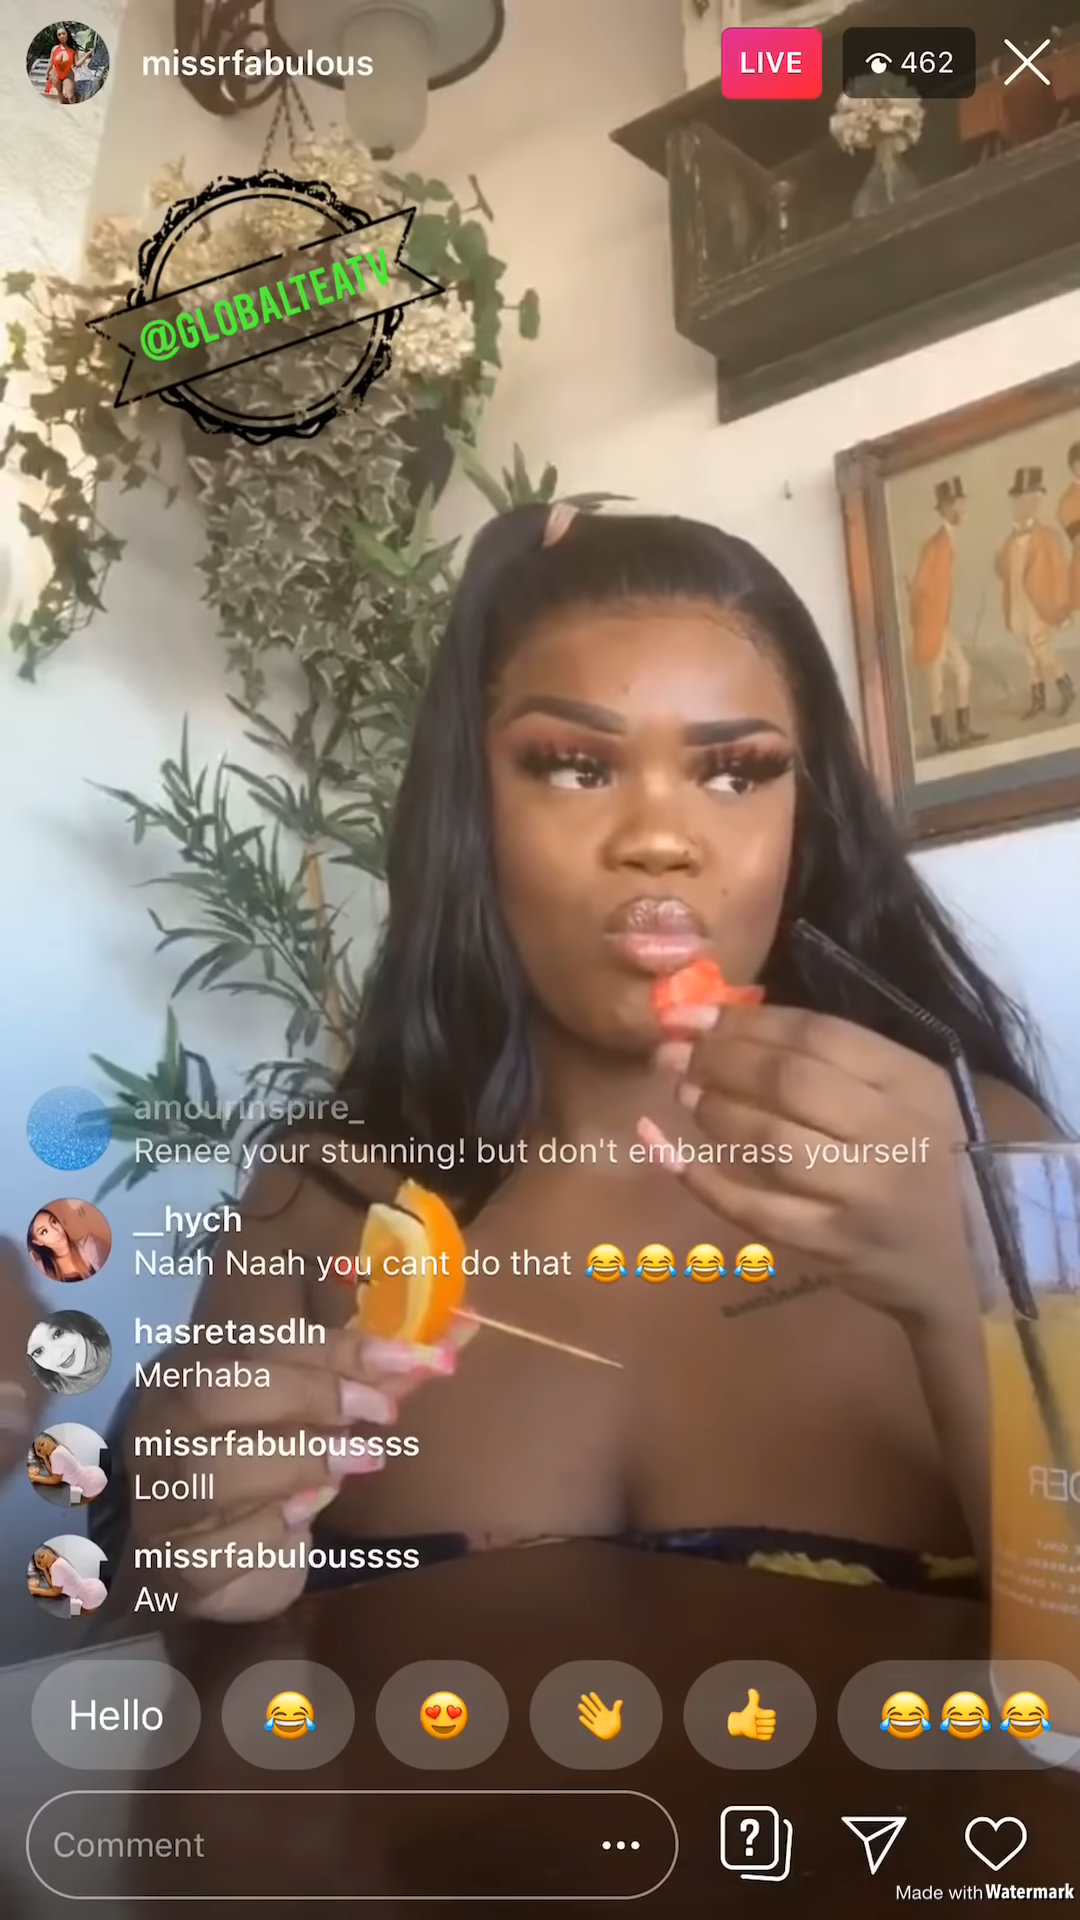 missrfabulous
LIVE
462
@GLOBALTEATV
amourinspire_
Renee your stunning! but don't embarrass yourself
__hych
Naah Naah you cant do that 😂😂😂😂
hasretasdln
Merhaba
missrfabuloussss
Loolll
missrfabuloussss
Aw
Hello
Comment
Made with Watermark